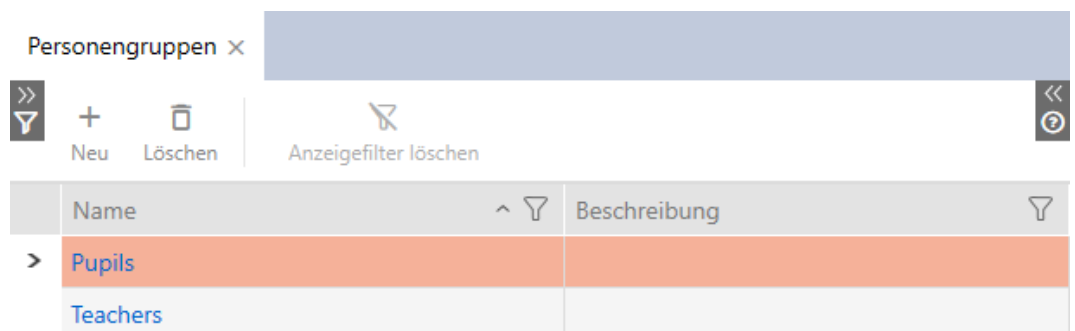 Personengruppen
Neu Löschen Anzeigefilter löschen
Name Beschreibung
Pupils
Teachers